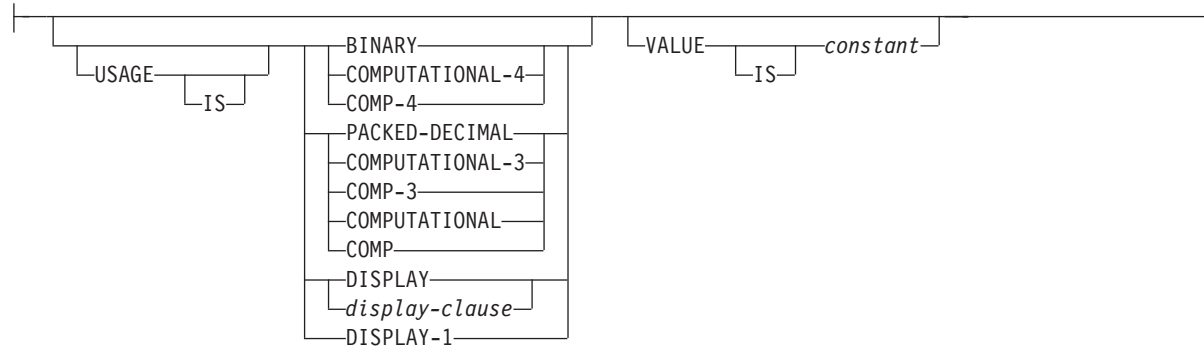 BINARY VALUE constant
USAGE COMPUTATIONAL-4 IS
IS COMP-4
PACKED-DECIMAL
COMPUTATIONAL-3
COMP-3
COMPUTATIONAL
COMP
DISPLAY
display-clause
DISPLAY-1